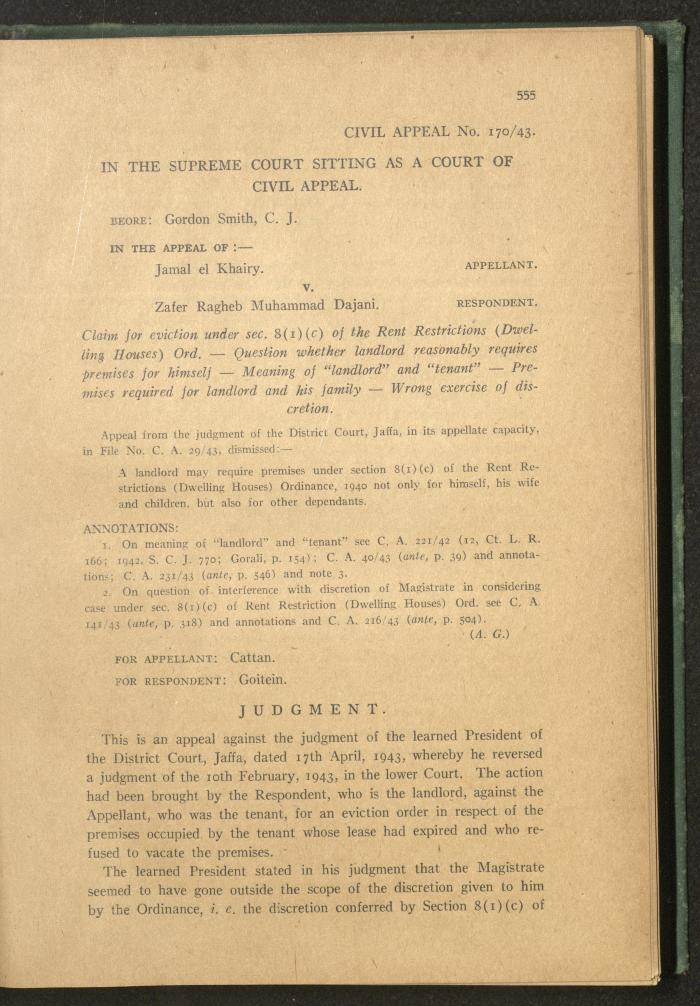 555
CIVIL APPEAL No. 170/43.
IN THE SUPREME COURT SITTING AS A COURT OF
CIVIL APPEAL.
BEORE: Gordon Smith, C. J.
IN THE APPEAL OF :—
Jamal el Khairy. APPELLANT.
v.
Zafer Ragheb Muhammad Dajani. RESPONDENT.
Claim for eviction under sec. 8(1)(c) of the Rent Restrictions (Dwel-
ling Houses) Ord. — Question whether landlord reasonably requires
premises for himself — Meaning of "landlord" and "tenant" — Pre-
mises required for landlord and his family — Wrong exercise of dis-
cretion.
Appeal from the judgment of the District Court, Jaffa, in its appellate capacity,
in File No. C. A. 29/43, dismissed:—
A landlord may require premises under section 8(1)(c) of the Rent Re-
strictions (Dwelling Houses) Ordinance, 1940 not only for himself, his wife
and children, but also for other dependants.
ANNOTATIONS:
1. On meaning of "landlord" and "tenant" see C. A. 221/42 (12, Ct. L. R.
166; 1942, S. C. J. 770; Gorali, p. 154); C. A. 40/43 (ante, p. 39) and annota-
tions; C. A. 231/43 (ante, p. 546) and note 3.
2. On question of interference with discretion of Magistrate in considering
case under sec. 8(1)(c) of Rent Restriction (Dwelling Houses) Ord. see C. A
141/43 (ante, p. 318) and annotations and C. A. 216/43 (ante, p. 504).
(A. G.)
FOR APPELLANT: Cattan.
FOR RESPONDENT: Goitein.
JUDGMENT.
This is an appeal against the judgment of the learned President of
the District Court, Jaffa, dated 17th April, 1943, whereby he reversed
a judgment of the 10th February, 1943, in the lower Court. The action
had been brought by the Respondent, who is the landlord, against the
Appellant, who was the tenant, for an eviction order in respect of the
premises occupied by the tenant whose lease had expired and who re-
fused to vacate the premises.
The learned President stated in his judgment that the Magistrate
seemed to have gone outside the scope of the discretion given to him
by the Ordinance, i. e. the discretion conferred by Section 8(1)(c) of